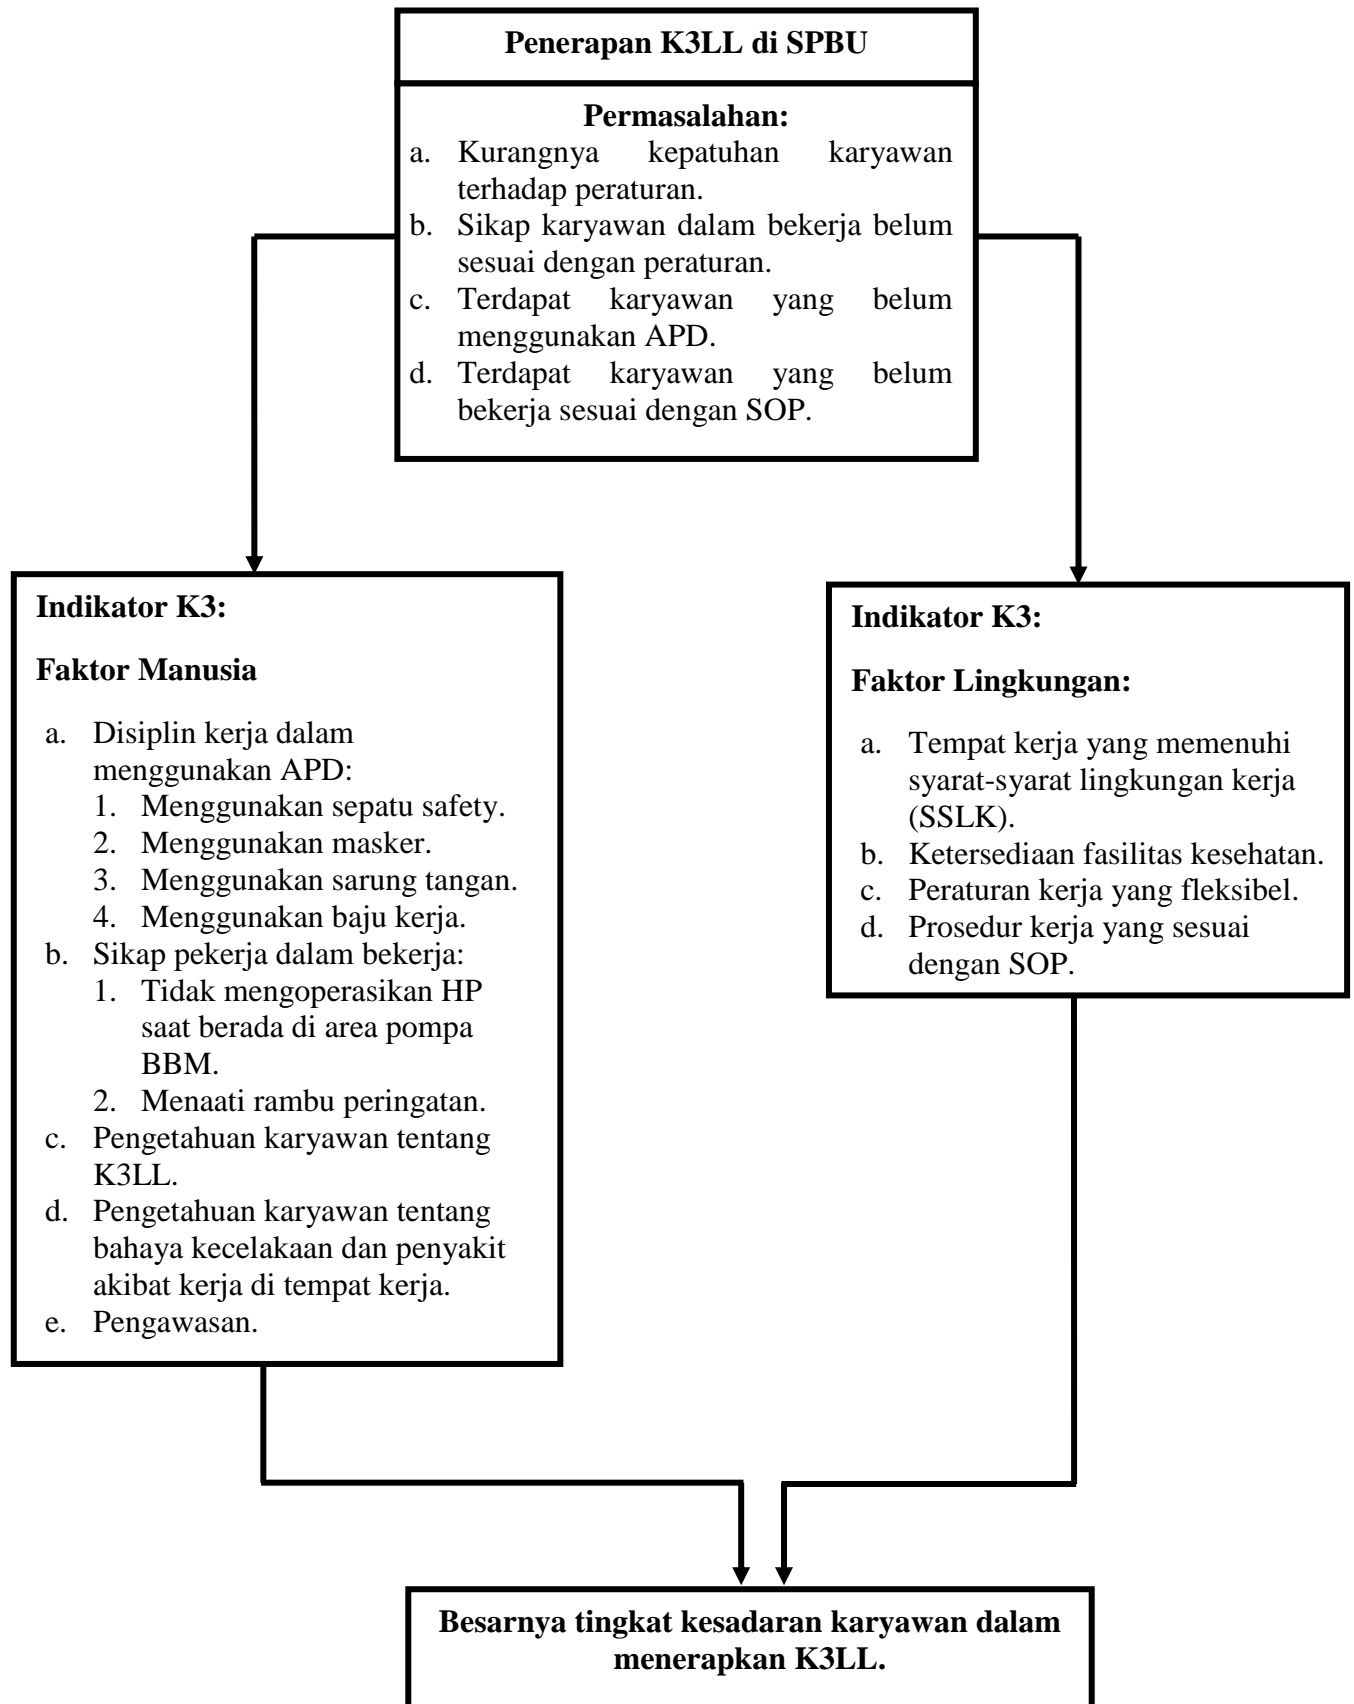 Penerapan K3LL di SPBU
Permasalahan:
a. Kurangnya kepatuhan karyawan
terhadap peraturan.
b. Sikap karyawan dalam bekerja belum
sesuai dengan peraturan.
c. Terdapat karyawan yang belum
menggunakan APD.
d. Terdapat karyawan yang belum
bekerja sesuai dengan SOP.
Indikator K3:
Faktor Manusia
a. Disiplin kerja dalam
menggunakan APD:
1. Menggunakan sepatu safety.
2. Menggunakan masker.
3. Menggunakan sarung tangan.
4. Menggunakan baju kerja.
b. Sikap pekerja dalam bekerja:
1. Tidak mengoperasikan HP
saat berada di area pompa
BBM.
2. Menaati rambu peringatan.
c. Pengetahuan karyawan tentang
K3LL.
d. Pengetahuan karyawan tentang
bahaya kecelakaan dan penyakit
akibat kerja di tempat kerja.
e. Pengawasan.
Indikator K3:
Faktor Lingkungan:
a. Tempat kerja yang memenuhi
syarat-syarat lingkungan kerja
(SSLK).
b. Ketersediaan fasilitas kesehatan.
c. Peraturan kerja yang fleksibel.
d. Prosedur kerja yang sesuai
dengan SOP.
Besarnya tingkat kesadaran karyawan dalam
menerapkan K3LL.